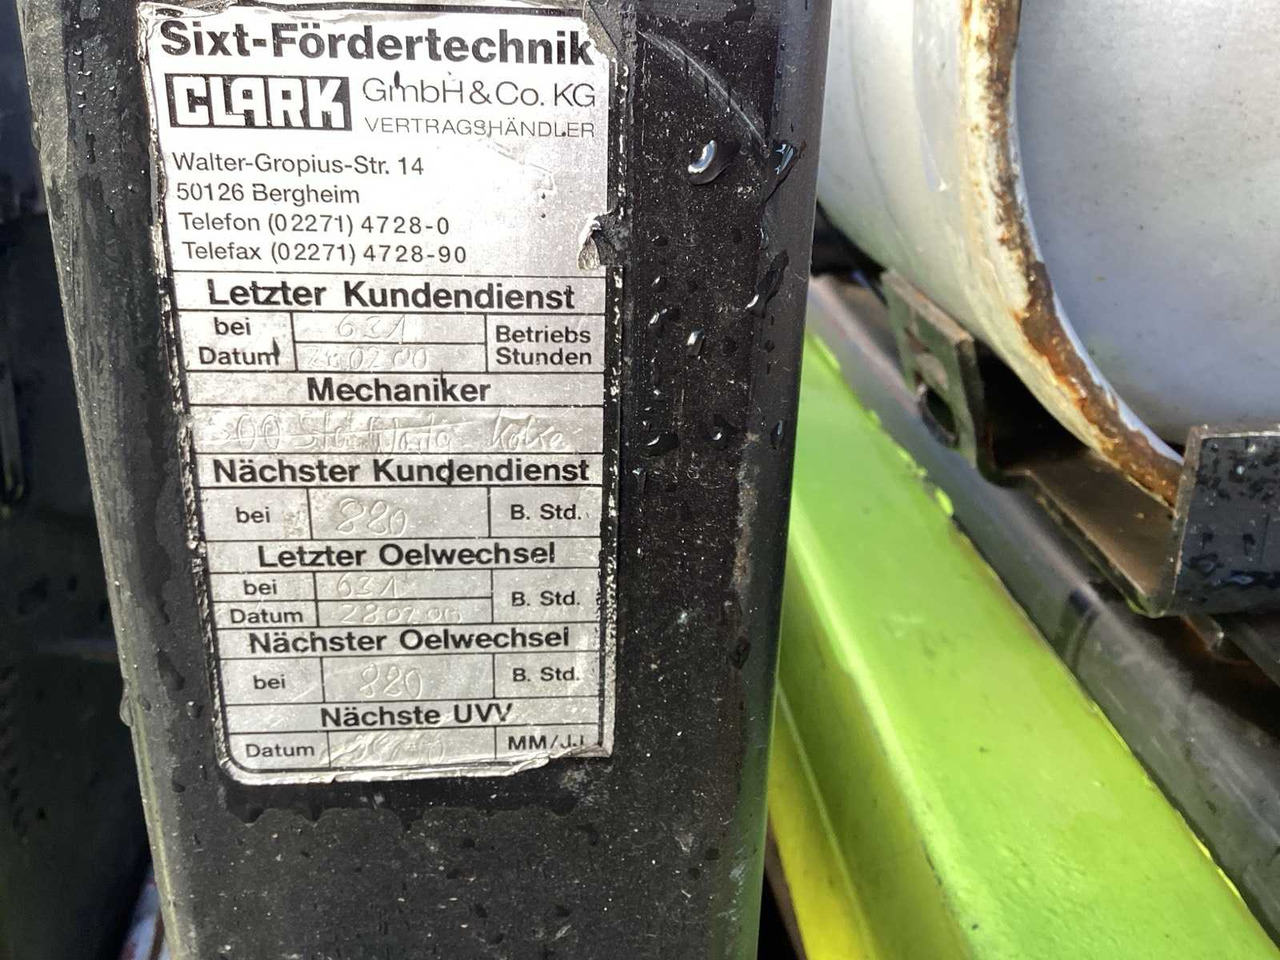 Sixt-Fördertechnik
CLARK GmbH & Co. KG
VERTRAGSHÄNDLER
Walter-Gropius-Str. 14
50126 Bergheim
Telefon (02271) 4728-0
Telefax (02271) 4728-90
Letzter Kundendienst
bei 631 Betriebs
Datum Stunden
Mechaniker
Nächster Kundendienst
bei 880 B. Std.
Letzter Oelwechsel
bei 631 B. Std.
Datum
Nächster Oelwechsel
bei 880 B. Std.
Nächste UVV
Datum MM/JJ